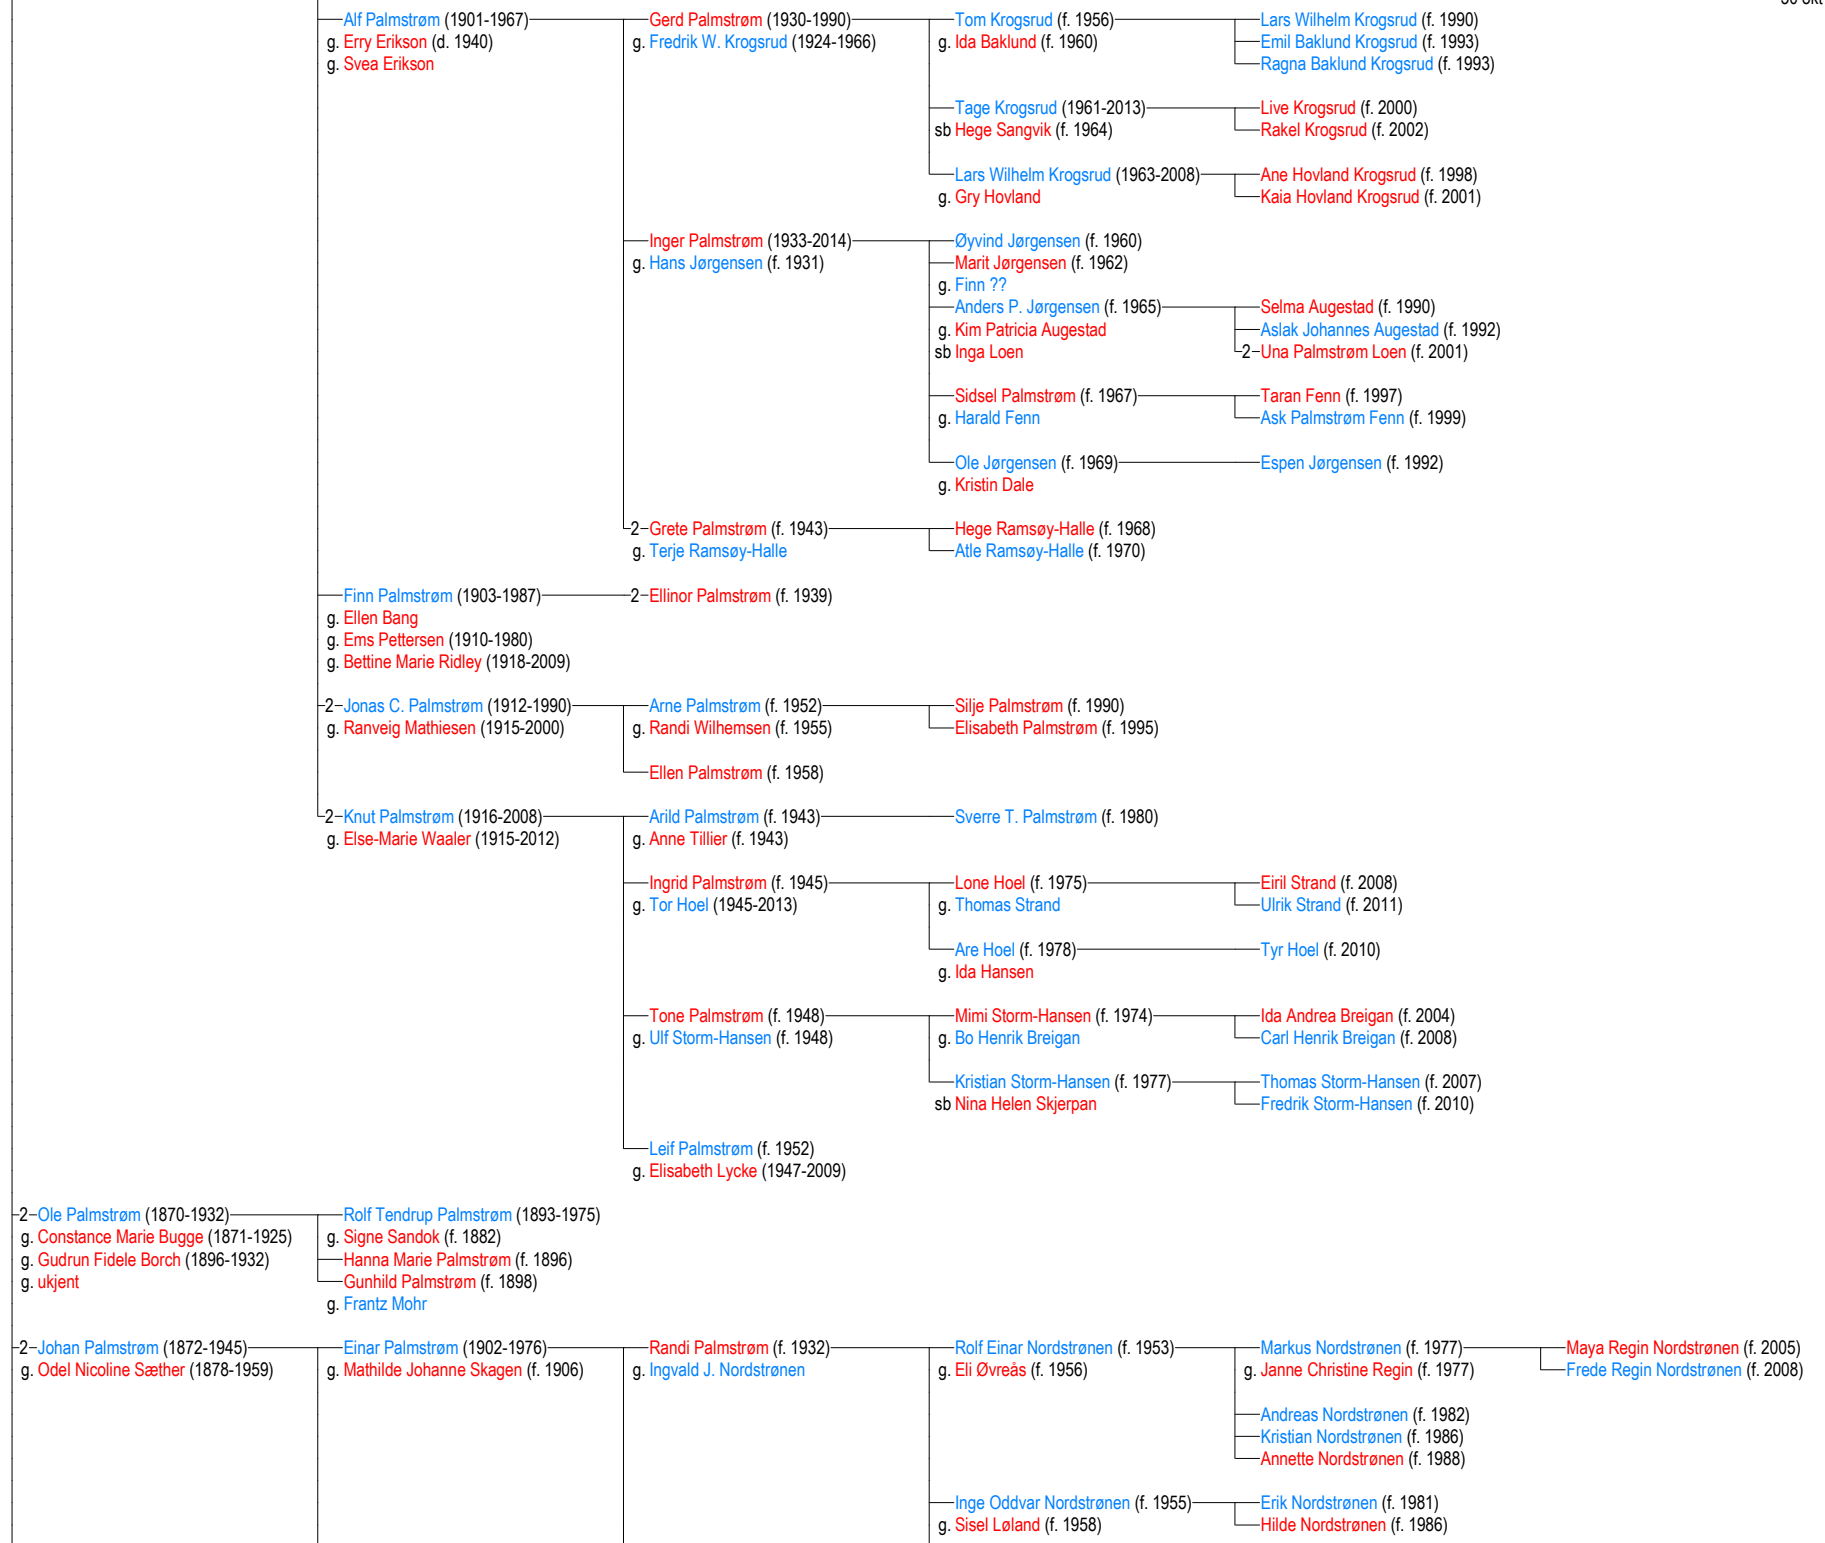 Alf Palmstrøm (1901-1967) Gerd Palmstrøm (1930-1990) Tom Krogsrud (f. 1956) Lars Wilhelm Krogsrud (f. 1990)
g. Erry Erikson (d. 1940) g. Fredrik W. Krogsrud (1924-1966) g. Ida Baklund (f. 1960) Emil Baklund Krogsrud (f. 1993)
g. Svea Erikson Ragna Baklund Krogsrud (f. 1993)
Tage Krogsrud (1961-2013) Live Krogsrud (f. 2000)
sb Hege Sangvik (f. 1964) Rakel Krogsrud (f. 2002)
Lars Wilhelm Krogsrud (1963-2008) Ane Hovland Krogsrud (f. 1998)
g. Gry Hovland Kaia Hovland Krogsrud (f. 2001)
Inger Palmstrøm (1933-2014) Øyvind Jørgensen (f. 1960)
g. Hans Jørgensen (f. 1931) Marit Jørgensen (f. 1962)
g. Finn ??
Anders P. Jørgensen (f. 1965) Selma Augestad (f. 1990)
g. Kim Patricia Augestad Aslak Johannes Augestad (f. 1992)
sb Inga Loen 2 Una Palmstrøm Loen (f. 2001)
Sidsel Palmstrøm (f. 1967) Taran Fenn (f. 1997)
g. Harald Fenn Ask Palmstrøm Fenn (f. 1999)
Ole Jørgensen (f. 1969) Espen Jørgensen (f. 1992)
g. Kristin Dale
2 Grete Palmstrøm (f. 1943) Hege Ramsøy-Halle (f. 1968)
g. Terje Ramsøy-Halle Atle Ramsøy-Halle (f. 1970)
Finn Palmstrøm (1903-1987) 2 Ellinor Palmstrøm (f. 1939)
g. Ellen Bang
g. Ems Pettersen (1910-1980)
g. Bettine Marie Ridley (1918-2009)
2 Jonas C. Palmstrøm (1912-1990) Arne Palmstrøm (f. 1952) Silje Palmstrøm (f. 1990)
g. Ranveig Mathiesen (1915-2000) g. Randi Wilhemsen (f. 1955) Elisabeth Palmstrøm (f. 1995)
Ellen Palmstrøm (f. 1958)
2 Knut Palmstrøm (1916-2008) Arild Palmstrøm (f. 1943) Sverre T. Palmstrøm (f. 1980)
g. Else-Marie Waaler (1915-2012) g. Anne Tillier (f. 1943)
Ingrid Palmstrøm (f. 1945) Lone Hoel (f. 1975) Eiril Strand (f. 2008)
g. Tor Hoel (1945-2013) g. Thomas Strand Ulrik Strand (f. 2011)
Are Hoel (f. 1978) Tyr Hoel (f. 2010)
g. Ida Hansen
Tone Palmstrøm (f. 1948) Mimi Storm-Hansen (f. 1974) Ida Andrea Breigan (f. 2004)
g. Ulf Storm-Hansen (f. 1948) g. Bo Henrik Breigan Carl Henrik Breigan (f. 2008)
Kristian Storm-Hansen (f. 1977) Thomas Storm-Hansen (f. 2007)
sb Nina Helen Skjerpan Fredrik Storm-Hansen (f. 2010)
Leif Palmstrøm (f. 1952)
g. Elisabeth Lycke (1947-2009)
2 Ole Palmstrøm (1870-1932) Rolf Tendrup Palmstrøm (1893-1975)
g. Constance Marie Bugge (1871-1925) g. Signe Sandok (f. 1882)
g. Gudrun Fidele Borch (1896-1932) Hanna Marie Palmstrøm (f. 1896)
g. ukjent Gunhild Palmstrøm (f. 1898)
g. Frantz Mohr
2 Johan Palmstrøm (1872-1945) Einar Palmstrøm (1902-1976) Randi Palmstrøm (f. 1932) Rolf Einar Nordstrønen (f. 1953) Markus Nordstrønen (f. 1977) Maya Regin Nordstrønen (f. 2005)
g. Odel Nicoline Sæther (1878-1959) g. Mathilde Johanne Skagen (f. 1906) g. Ingvald J. Nordstrønen g. Eli Øvreås (f. 1956) g. Janne Christine Regin (f. 1977) Frede Regin Nordstrønen (f. 2008)
Andreas Nordstrønen (f. 1982)
Kristian Nordstrønen (f. 1986)
Annette Nordstrønen (f. 1988)
Inge Oddvar Nordstrønen (f. 1955) Erik Nordstrønen (f. 1981)
g. Sisel Løland (f. 1958) Hilde Nordstrønen (f. 1986)